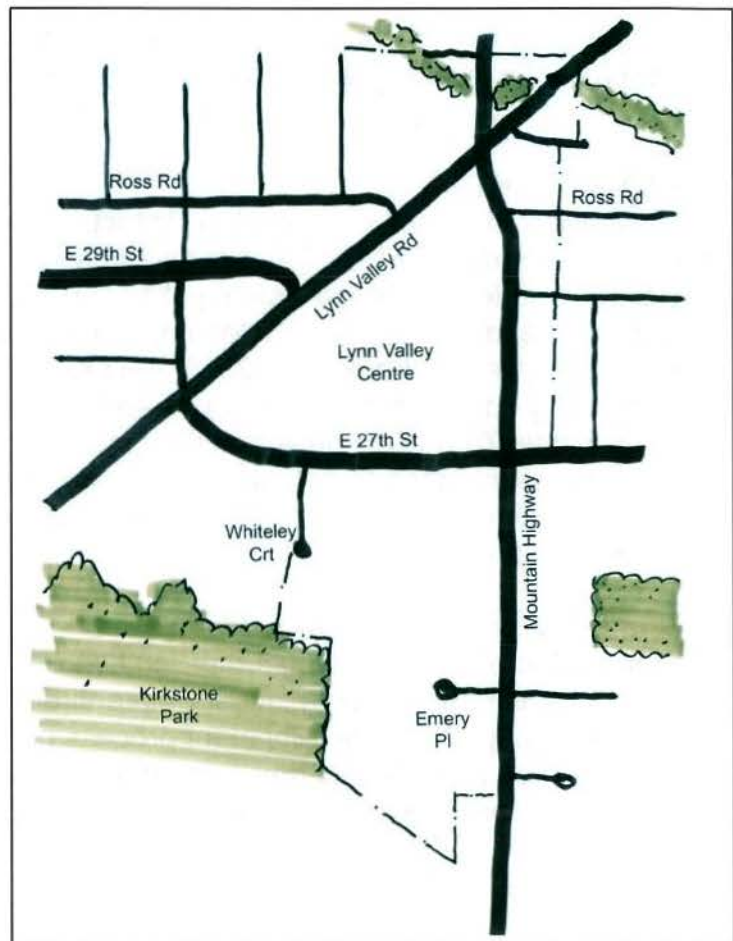 Ross Rd
Ross Rd
E 29th St
Lynn Valley Rd
Lynn Valley
Centre
E 27th St
Whiteley
Crt
Mountain Highway
Kirkstone
Park
Emery
Pl